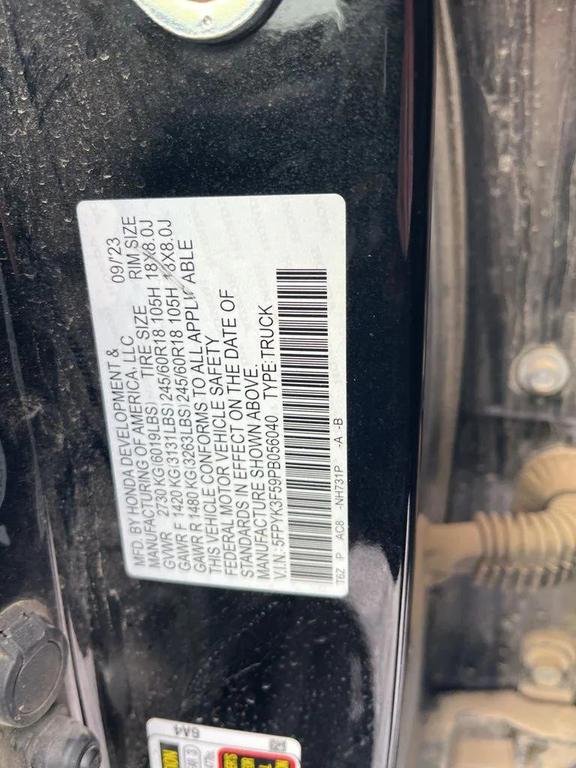 MFD. BY HONDA DEVELOPMENT &
MANUFACTURING OF AMERICA, LLC 09/23
TIRE SIZE RIM SIZE
GVWR 2730 KG(6019LBS)
GAWR F 1420 KG(3131LBS) 245/60R18 105H 18X8.0J
GAWR R 1480 KG(3263LBS) 245/60R18 105H 18X8.0J
THIS VEHICLE CONFORMS TO ALL APPLICABLE
FEDERAL MOTOR VEHICLE SAFETY
STANDARDS IN EFFECT ON THE DATE OF
MANUFACTURE SHOWN ABOVE.
V.I.N.: 5FPYK3F59PB056040 TYPE:TRUCK
T6Z P AC8 -NH731P -A -B
6A4